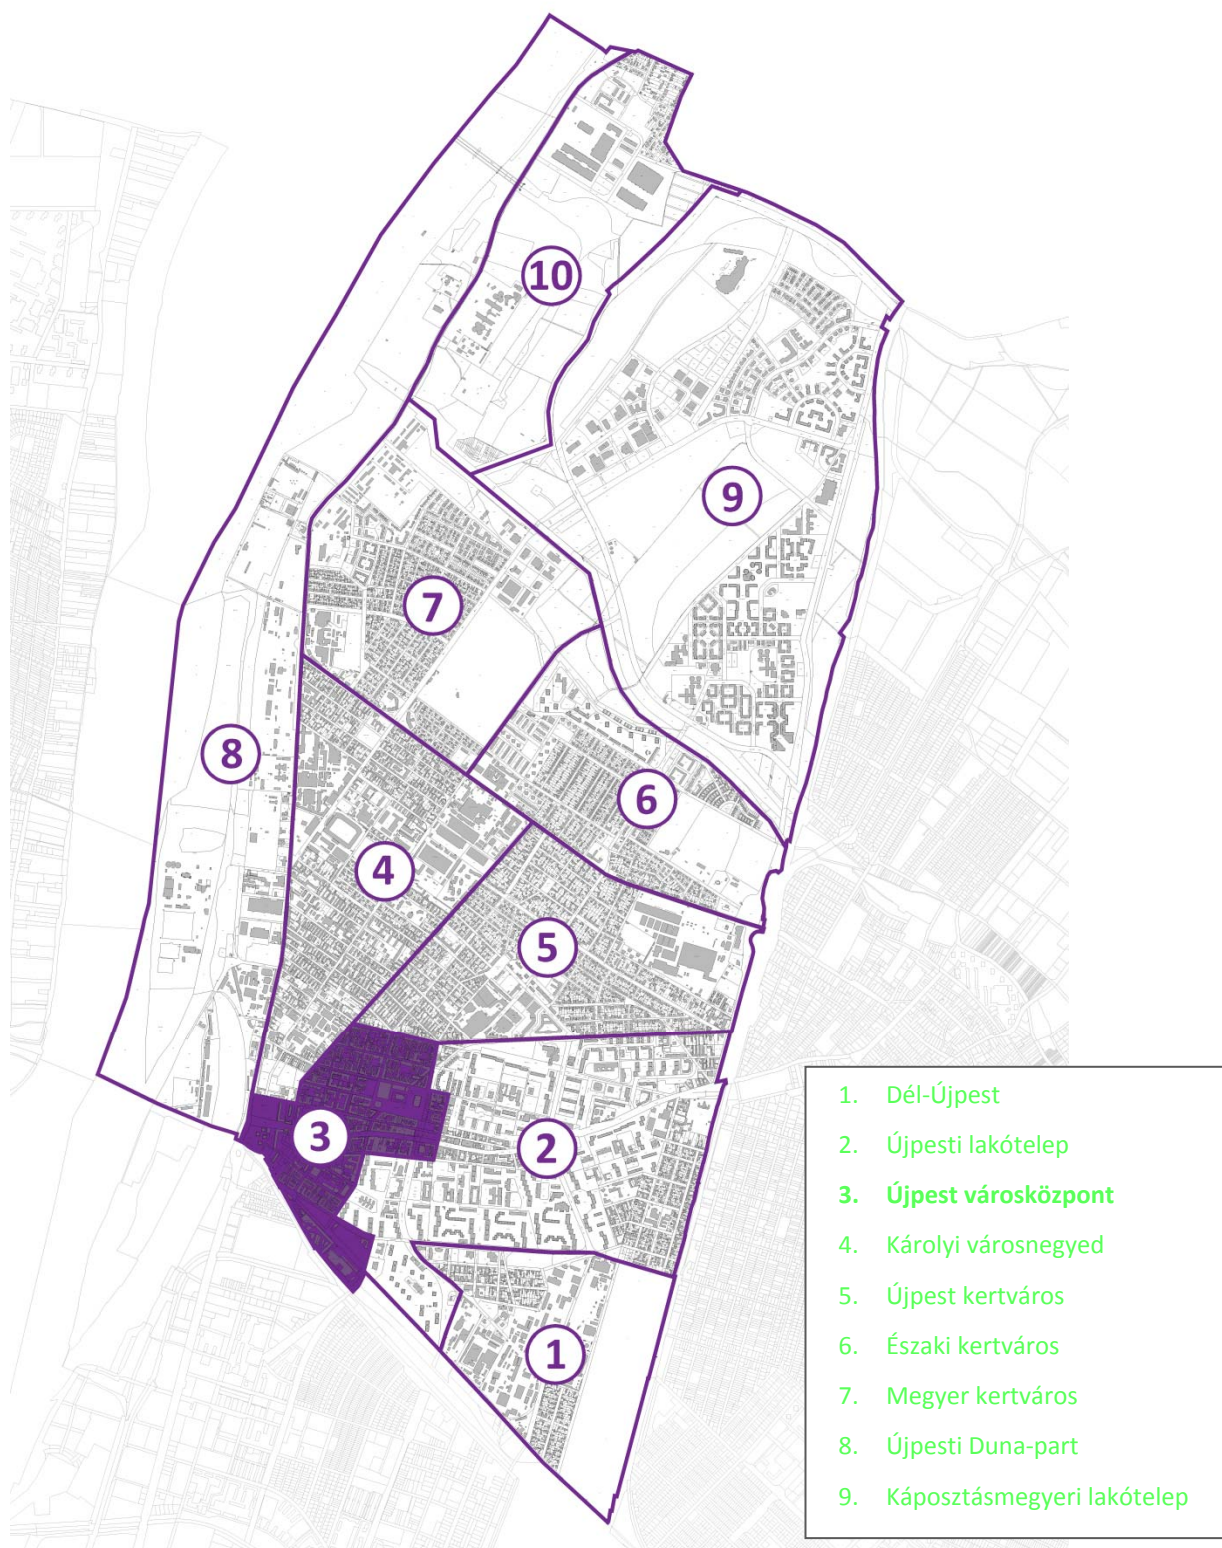 10
9
7
8
6
4
5
3
2
1
1. Dél-Újpest
2. Újpesti lakótelep
3. Újpest városközpont
4. Károlyi városnegyed
5. Újpest kertváros
6. Északi kertváros
7. Megyer kertváros
8. Újpesti Duna-part
9. Káposztásmegyeri lakótelep